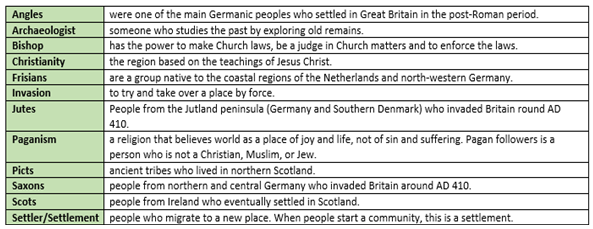 Angles were one of the main Germanic peoples who settled in Great Britain in the post-Roman period.
Archaeologist someone who studies the past by exploring old remains.
Bishop has the power to make Church laws, be a judge in Church matters and to enforce the laws.
Christianity the region based on the teachings of Jesus Christ.
Frisians are a group native to the coastal regions of the Netherlands and north-western Germany.
Invasion to try and take over a place by force.
Jutes People from the Jutland peninsula (Germany and Southern Denmark) who invaded Britain round AD
410.
Paganism a religion that believes world as a place of joy and life, not of sin and suffering. Pagan followers is a
person who is not a Christian, Muslim, or Jew.
Picts ancient tribes who lived in northern Scotland.
Saxons people from northern and central Germany who invaded Britain around AD 410.
Scots people from Ireland who eventually settled in Scotland.
Settler/Settlement people who migrate to a new place. When people start a community, this is a settlement.